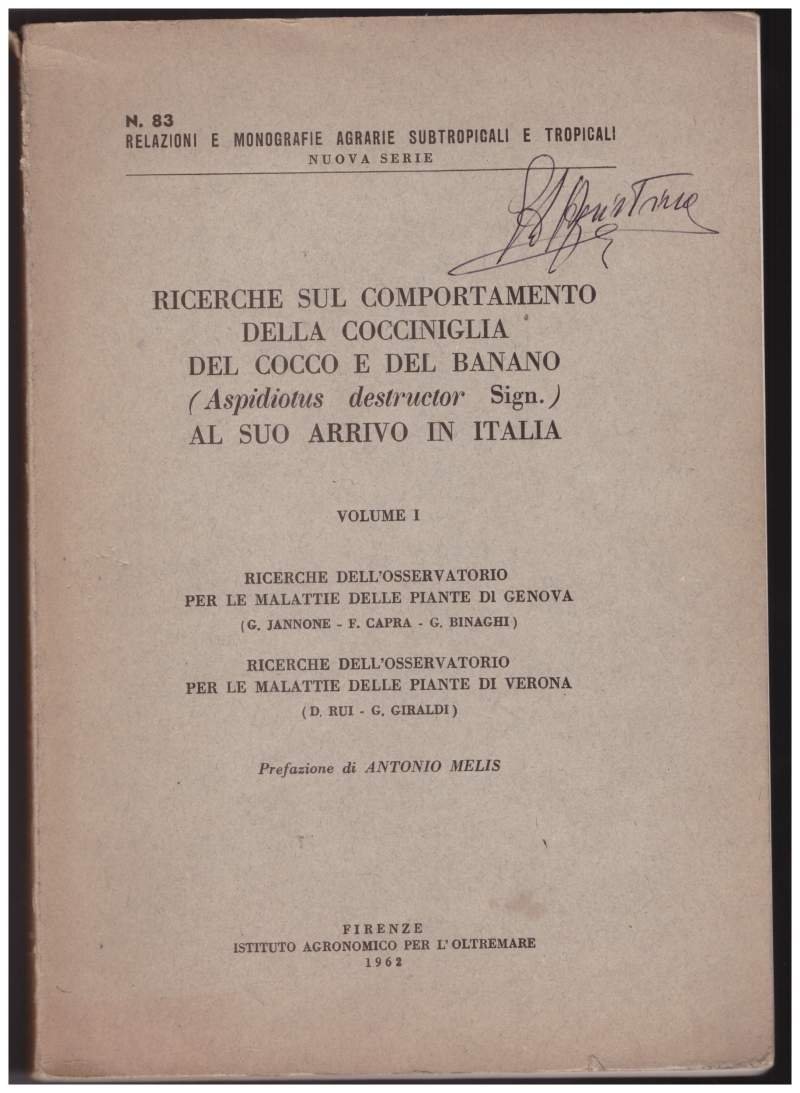 N. 83
RELAZIONI E MONOGRAFIE AGRARIE SUBTROPICALI E TROPICALI
NUOVA SERIE
RICERCHE SUL COMPORTAMENTO
DELLA COCCINIGLIA
DEL COCCO E DEL BANANO
(Aspidiotus destructor Sign.)
AL SUO ARRIVO IN ITALIA
VOLUME I
RICERCHE DELL'OSSERVATORIO
PER LE MALATTIE DELLE PIANTE DI GENOVA
(G. JANNONE - F. CAPRA - G. BINAGHI)
RICERCHE DELL'OSSERVATORIO
PER LE MALATTIE DELLE PIANTE DI VERONA
(D. RUI - G. GIRALDI)
Prefazione di ANTONIO MELIS
FIRENZE
ISTITUTO AGRONOMICO PER L'OLTREMARE
1962